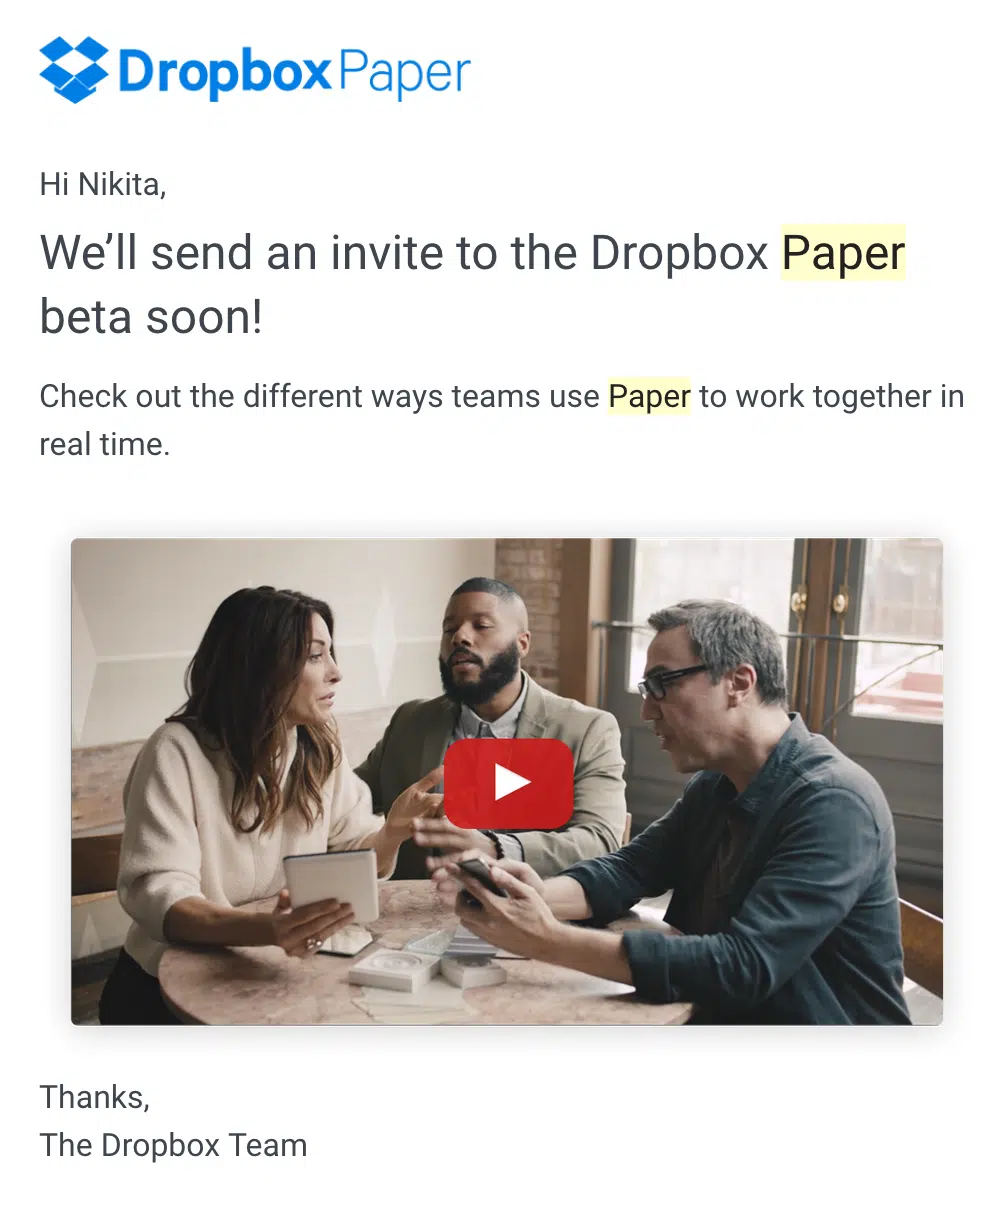 Dropbox Paper
Hi Nikita,
We’ll send an invite to the Dropbox Paper
beta soon!
Check out the different ways teams use Paper to work together in
real time.
Thanks,
The Dropbox Team